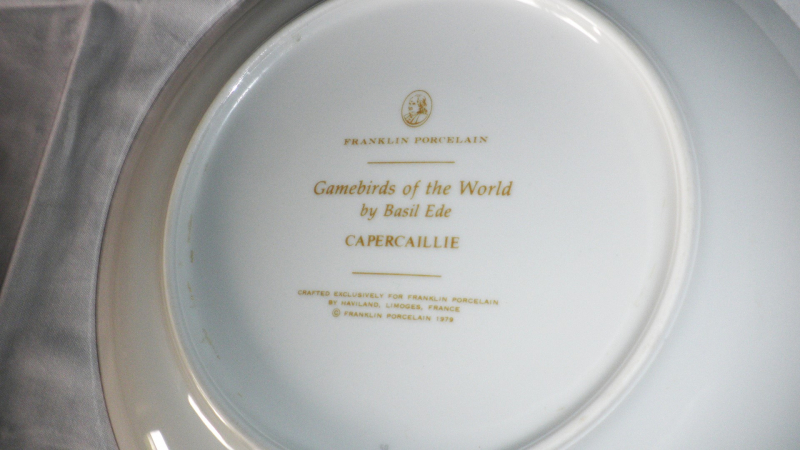 FRANKLIN PORCELAIN
Gamebirds of the World
by Basil Ede
CAPERCAILLIE
CRAFTED EXCLUSIVELY FOR FRANKLIN PORCELAIN
BY HAVILAND, LIMOGES, FRANCE
© FRANKLIN PORCELAIN 1979